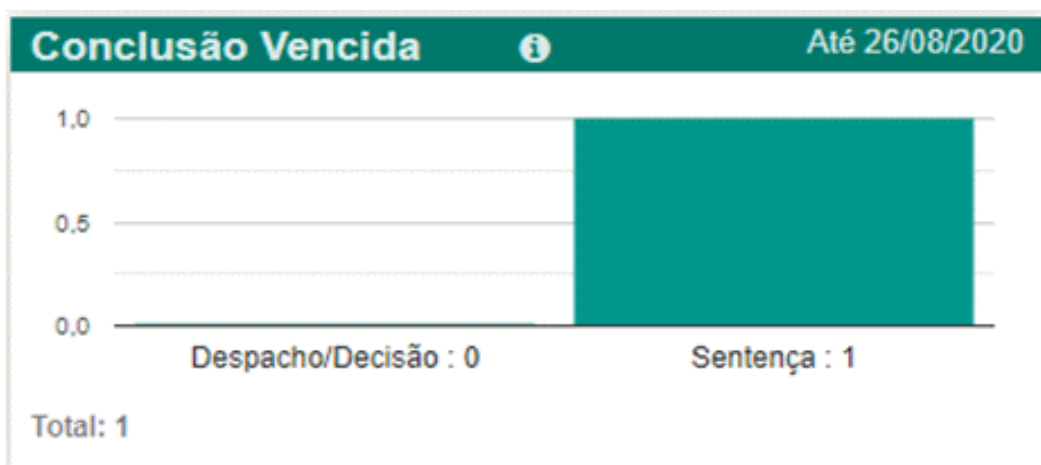 Conclusão Vencida
Até 26/08/2020
1,0
0,5
0,0
Despacho/Decisão : 0
Sentença : 1
Total: 1